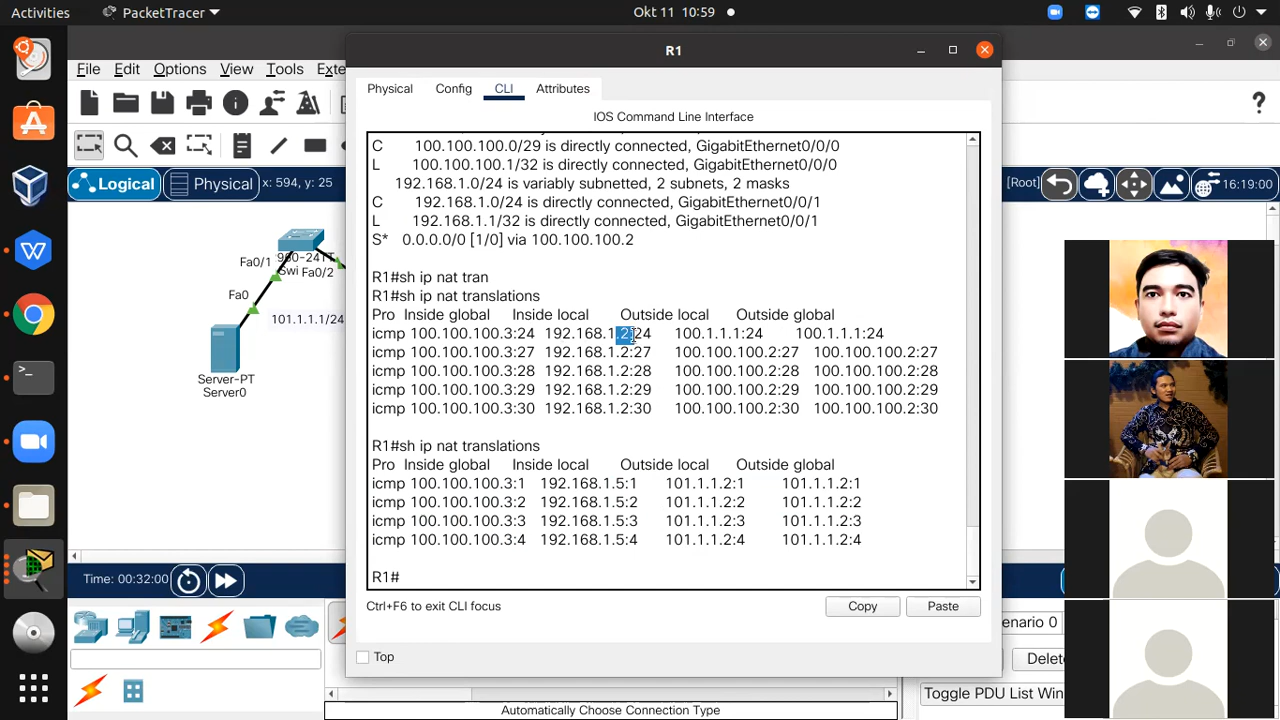 Activities
PacketTracer
Okt 11 10:59
R1
File Edit Options View Tools Exte
Physical Config CLI Attributes
IOS Command Line Interface
Logical Physical x: 594, y: 25
[Root]
16:19:00
C 100.100.100.0/29 is directly connected, GigabitEthernet0/0/0
L 100.100.100.1/32 is directly connected, GigabitEthernet0/0/0
192.168.1.0/24 is variably subnetted, 2 subnets, 2 masks
C 192.168.1.0/24 is directly connected, GigabitEthernet0/0/1
L 192.168.1.1/32 is directly connected, GigabitEthernet0/0/1
S* 0.0.0.0/0 [1/0] via 100.100.100.2
R1#sh ip nat tran
R1#sh ip nat translations
Pro Inside global Inside local Outside local Outside global
icmp 100.100.100.3:24 192.168.1.2:24 100.1.1.1:24 100.1.1.1:24
icmp 100.100.100.3:27 192.168.1.2:27 100.100.100.2:27 100.100.100.2:27
icmp 100.100.100.3:28 192.168.1.2:28 100.100.100.2:28 100.100.100.2:28
icmp 100.100.100.3:29 192.168.1.2:29 100.100.100.2:29 100.100.100.2:29
icmp 100.100.100.3:30 192.168.1.2:30 100.100.100.2:30 100.100.100.2:30
R1#sh ip nat translations
Pro Inside global Inside local Outside local Outside global
icmp 100.100.100.3:1 192.168.1.5:1 101.1.1.2:1 101.1.1.2:1
icmp 100.100.100.3:2 192.168.1.5:2 101.1.1.2:2 101.1.1.2:2
icmp 100.100.100.3:3 192.168.1.5:3 101.1.1.2:3 101.1.1.2:3
icmp 100.100.100.3:4 192.168.1.5:4 101.1.1.2:4 101.1.1.2:4
R1#
Ctrl+F6 to exit CLI focus
Copy
Paste
Top
Fa0/1
Swi Fa0/2
Fa0
101.1.1.1/24
Server-PT
Server0
Time: 00:32:00
enario 0
Delet
Toggle PDU List Win
Automatically Choose Connection Type